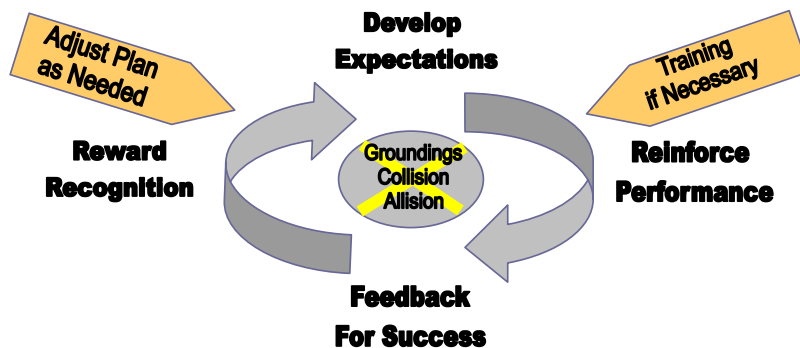 Adjust Plan
as Needed
Develop
Expectations
Training
if Necessary
Reward
Recognition
Groundings
Collision
Allision
Reinforce
Performance
Feedback
For Success